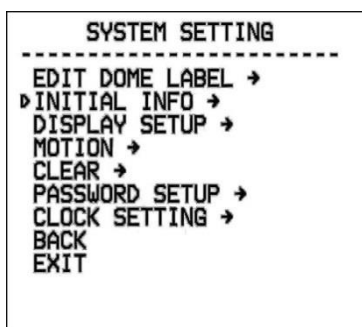 SYSTEM SETTING
EDIT DOME LABEL →
INITIAL INFO →
DISPLAY SETUP →
MOTION →
CLEAR →
PASSWORD SETUP →
CLOCK SETTING →
BACK
EXIT